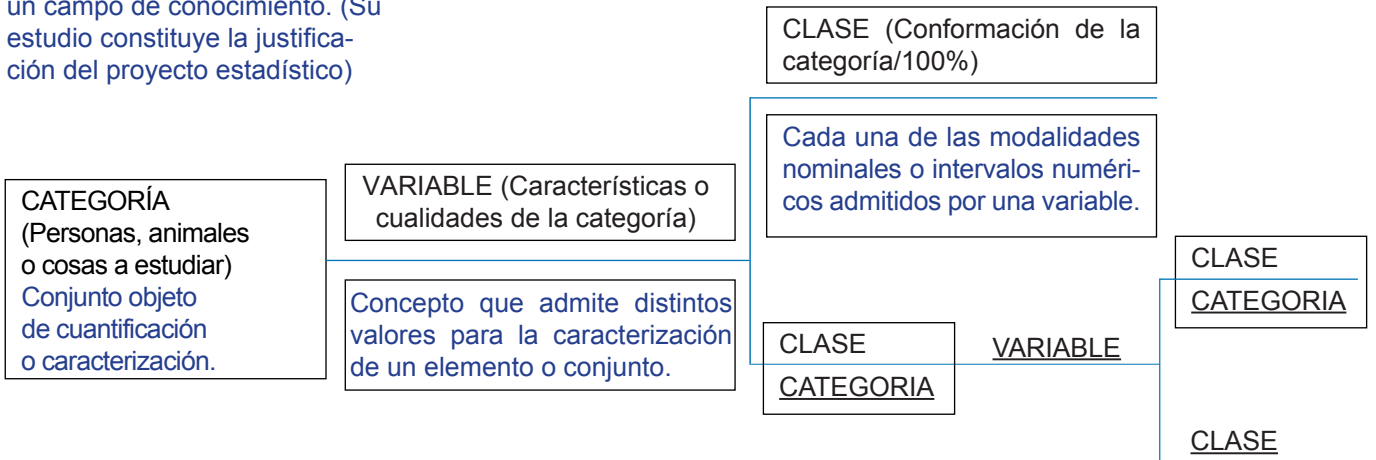 un campo de conocimiento. (Su
estudio constituye la justifica-
ción del proyecto estadístico)
CATEGORÍA
(Personas, animales
o cosas a estudiar)
Conjunto objeto
de cuantificación
o caracterización.
VARIABLE (Características o
cualidades de la categoría)
Concepto que admite distintos
valores para la caracterización
de un elemento o conjunto.
CLASE (Conformación de la
categoría/100%)
Cada una de las modalidades
nominales o intervalos numéri-
cos admitidos por una variable.
CLASE
CATEGORIA
VARIABLE
CLASE
CATEGORIA
CLASE